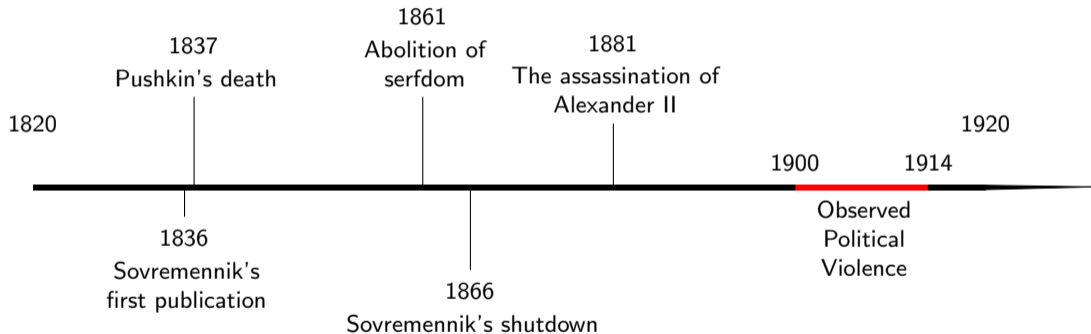 1820
1837
Pushkin's death
1861
Abolition of
serfdom
1881
The assassination of
Alexander II
1920
1900
1914
1836
Sovremennik's
first publication
1866
Sovremennik's shutdown
Observed
Political
Violence